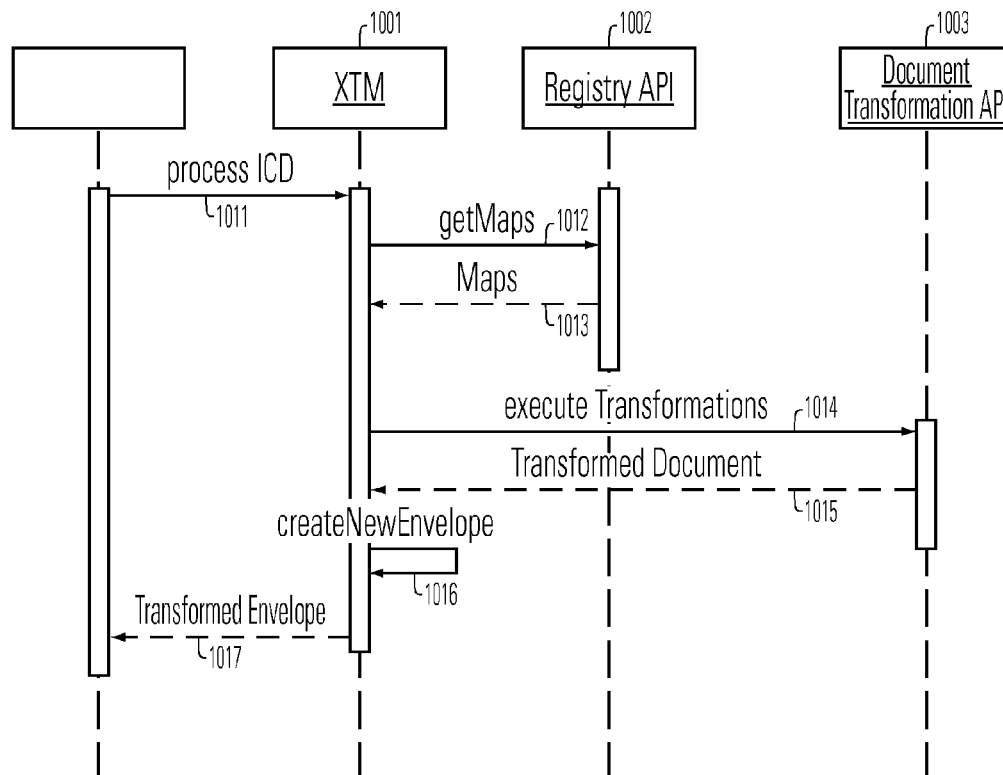 1001
1002
1003
XTM
Registry API
Document
Transformation AP
process ICD
1011
getMaps
1012
Maps
1013
execute Transformations
1014
Transformed Document
1015
createNewEnvelope
1016
Transformed Envelope
1017